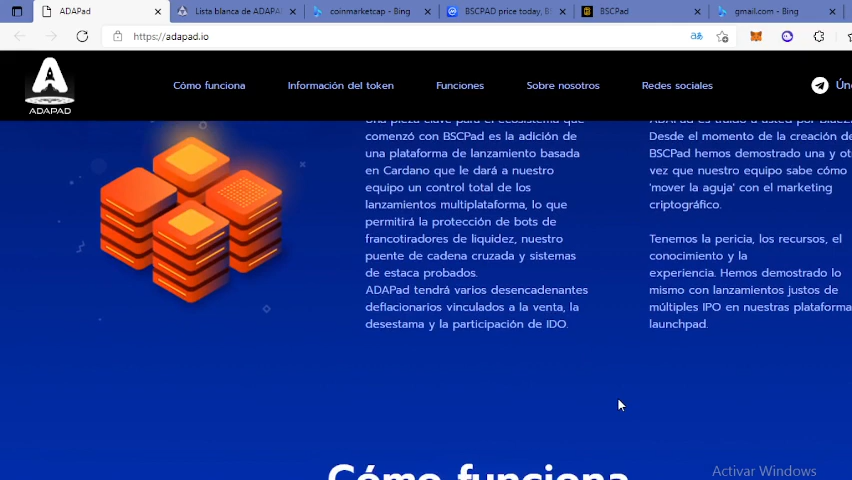 ADAPad
Lista blanca de ADAPA
coinmarketcap - Bing
BSCPAD price today, BS
BSCPad
gmail.com - Bing
https://adapad.io
ADAPAD
Cómo funciona
Información del token
Funciones
Sobre nosotros
Redes sociales
Úne
Una pieza clave para el ecosistema que
comenzó con BSCPad es la adición de
una plataforma de lanzamiento basada
en Cardano que le dará a nuestro
equipo un control total de los
lanzamientos multiplataforma, lo que
permitirá la protección de bots de
francotiradores de liquidez, nuestro
puente de cadena cruzada y sistemas
de estaca probados.
ADAPad tendrá varios desencadenantes
deflacionarios vinculados a la venta, la
desestama y la participación de IDO.
ADAPad es traído a usted por
Desde el momento de la creación de
BSCPad hemos demostrado una y ot
vez que nuestro equipo sabe cómo
'mover la aguja' con el marketing
criptográfico.
Tenemos la pericia, los recursos, el
conocimiento y la
experiencia. Hemos demostrado lo
mismo con lanzamientos justos de
múltiples IPO en nuestras plataforma
launchpad.
Cómo funciona
Activar Windows